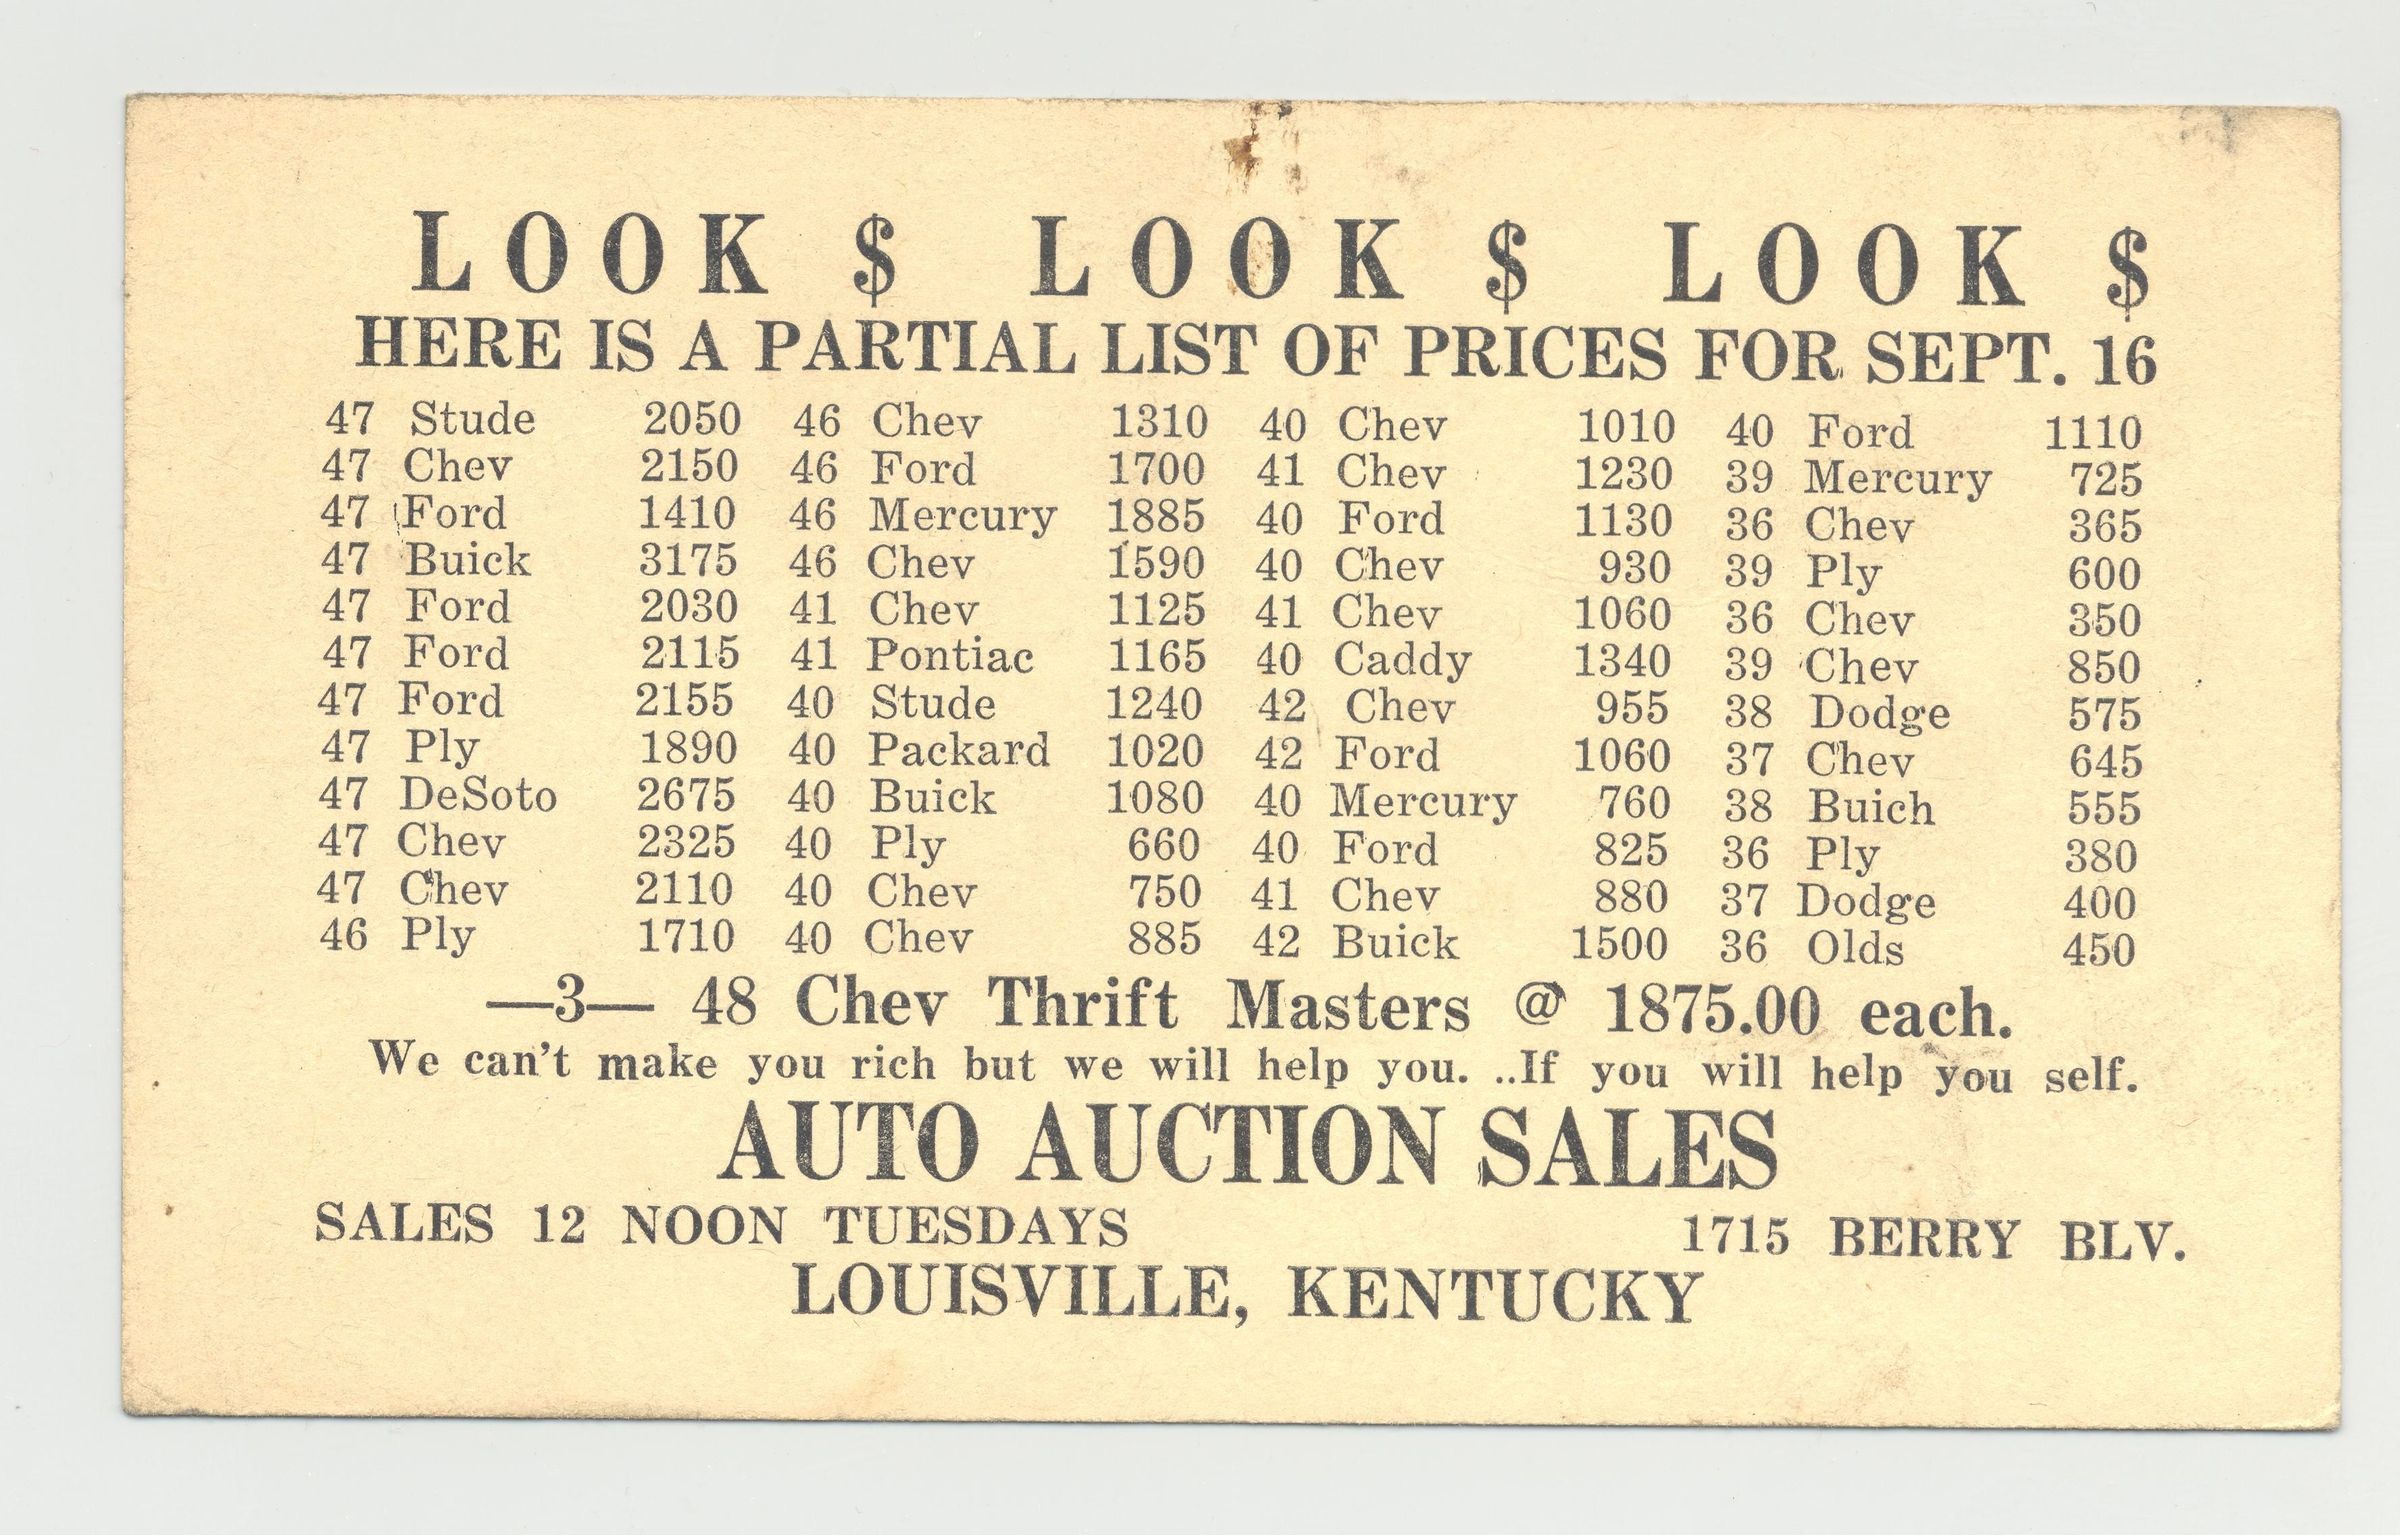 LOOK $ LOOK $ LOOK $
HERE IS A PARTIAL LIST OF PRICES FOR SEPT. 16
47 Stude 2050 46 Chev 1310 40 Chev 1010 40 Ford 1110
47 Chev 2150 46 Ford 1700 41 Chev 1230 39 Mercury 725
47 Ford 1410 46 Mercury 1885 40 Ford 1130 36 Chev 365
47 Buick 3175 46 Chev 1590 40 Chev 930 39 Ply 600
47 Ford 2030 41 Chev 1125 41 Chev 1060 36 Chev 350
47 Ford 2115 41 Pontiac 1165 40 Caddy 1340 39 Chev 850
47 Ford 2155 40 Stude 1240 42 Chev 955 38 Dodge 575
47 Ply 1890 40 Packard 1020 42 Ford 1060 37 Chev 645
47 DeSoto 2675 40 Buick 1080 40 Mercury 760 38 Buich 555
47 Chev 2325 40 Ply 660 40 Ford 825 36 Ply 380
47 Chev 2110 40 Chev 750 41 Chev 880 37 Dodge 400
46 Ply 1710 40 Chev 885 42 Buick 1500 36 Olds 450
—3— 48 Chev Thrift Masters @ 1875.00 each.
We can't make you rich but we will help you. ..If you will help you self.
AUTO AUCTION SALES
SALES 12 NOON TUESDAYS 1715 BERRY BLV.
LOUISVILLE, KENTUCKY